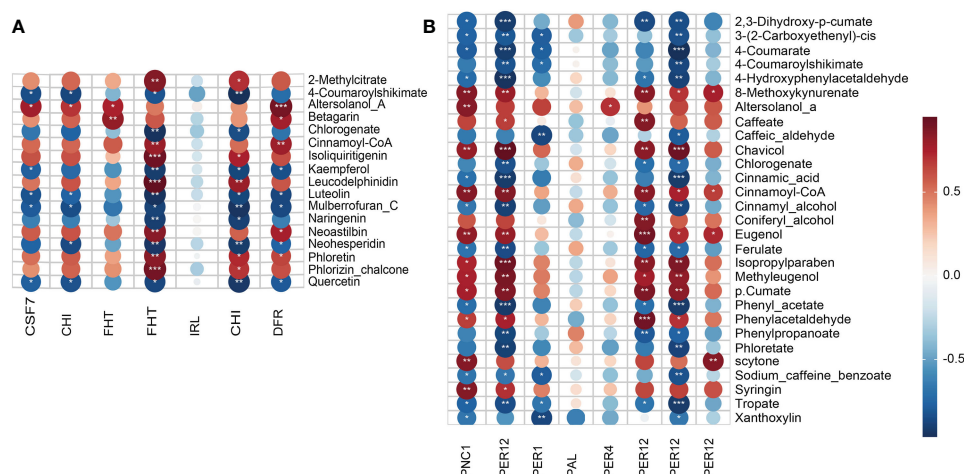 A
2-Methylcitrate
4-Coumaroylshikimate
Altersolanol_A
Betagarin
Chlorogenate
Cinnamoyl-CoA
Isoliquiritigenin
Kaempferol
Leucodelphinidin
Luteolin
Mulberrofuran_C
Naringenin
Neoastilbin
Neohesperidin
Phloretin
Phlorizin_chalcone
Quercetin
CSF7
CHI
FHT
FHT
IRL
CHI
DFR
B
2,3-Dihydroxy-p-cumate
3-(2-Carboxyethenyl)-cis
4-Coumarate
4-Coumaroylshikimate
4-Hydroxyphenylacetaldehyde
8-Methoxykynurenate
Altersolanol_a
Caffeate
Caffeic_aldehyde
Chavicol
Chlorogenate
Cinnamic_acid
Cinnamoyl-CoA
Cinnamyl_alcohol
Coniferyl_alcohol
Eugenol
Ferulate
Isopropylparaben
Methyleugenol
p.Cumate
Phenyl_acetate
Phenylacetaldehyde
Phenylpropanoate
Phloretate
scytone
Sodium_caffeine_benzoate
Syringin
Tropate
Xanthoxylin
PNC1
PER12
PER1
PAL
PER4
PER12
PER12
PER12
0.5
0.0
-0.5